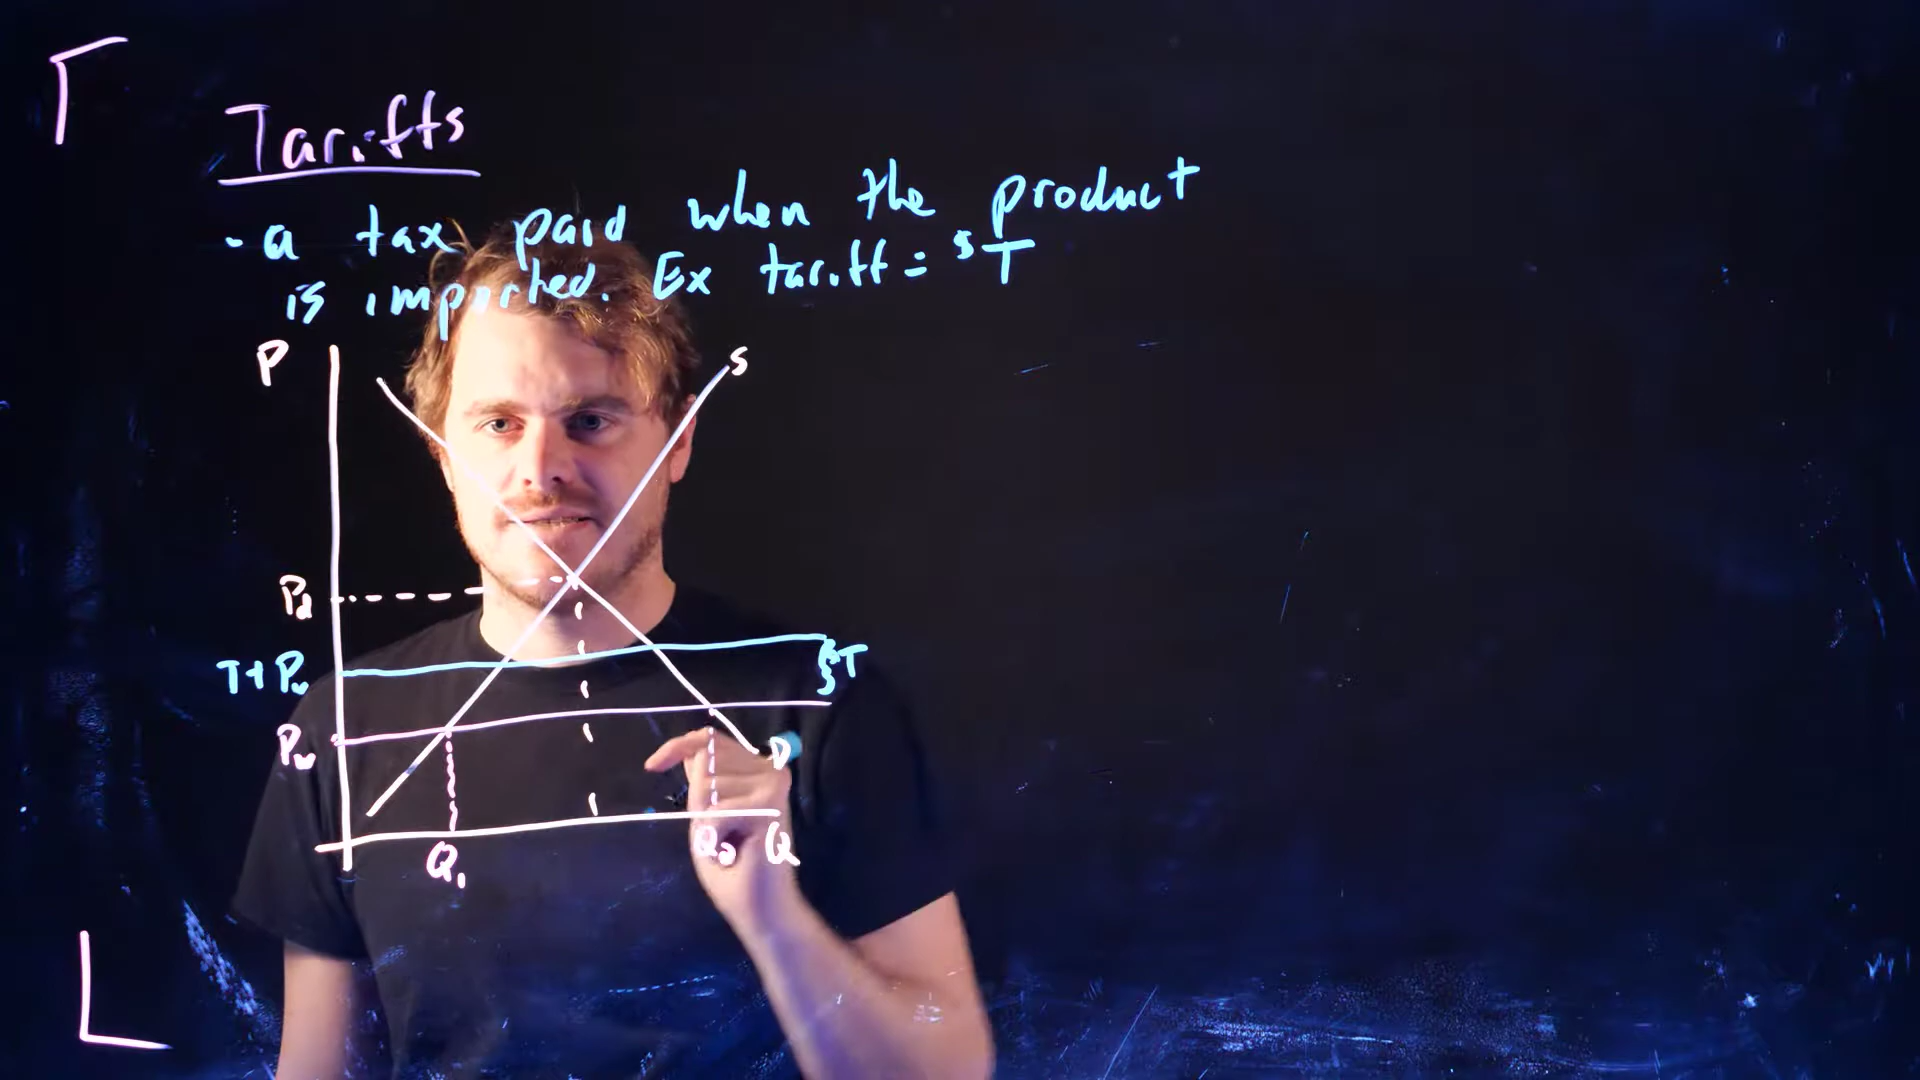 Tariffs
- a tax paid when the product
is imported. Ex tariff = $T
P
S
Pd
T+Pw
}T
Pw
D
Q1
Q2
Q